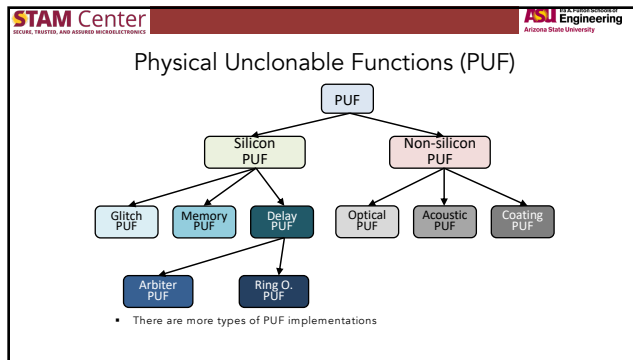 STAM Center
SECURE, TRUSTED, AND ASSURED MICROELECTRONICS
ASU Ira A. Fulton Schools of
Engineering
Arizona State University
Physical Unclonable Functions (PUF)
PUF
Silicon
PUF
Non-silicon
PUF
Glitch
PUF
Memory
PUF
Delay
PUF
Optical
PUF
Acoustic
PUF
Coating
PUF
Arbiter
PUF
Ring O.
PUF
▪ There are more types of PUF implementations